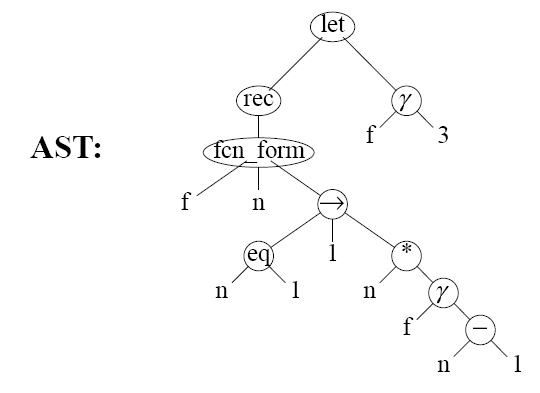 let
rec γ
AST: f 3
fcn_form
f n →
eq 1 *
n 1 n γ
f −
n 1